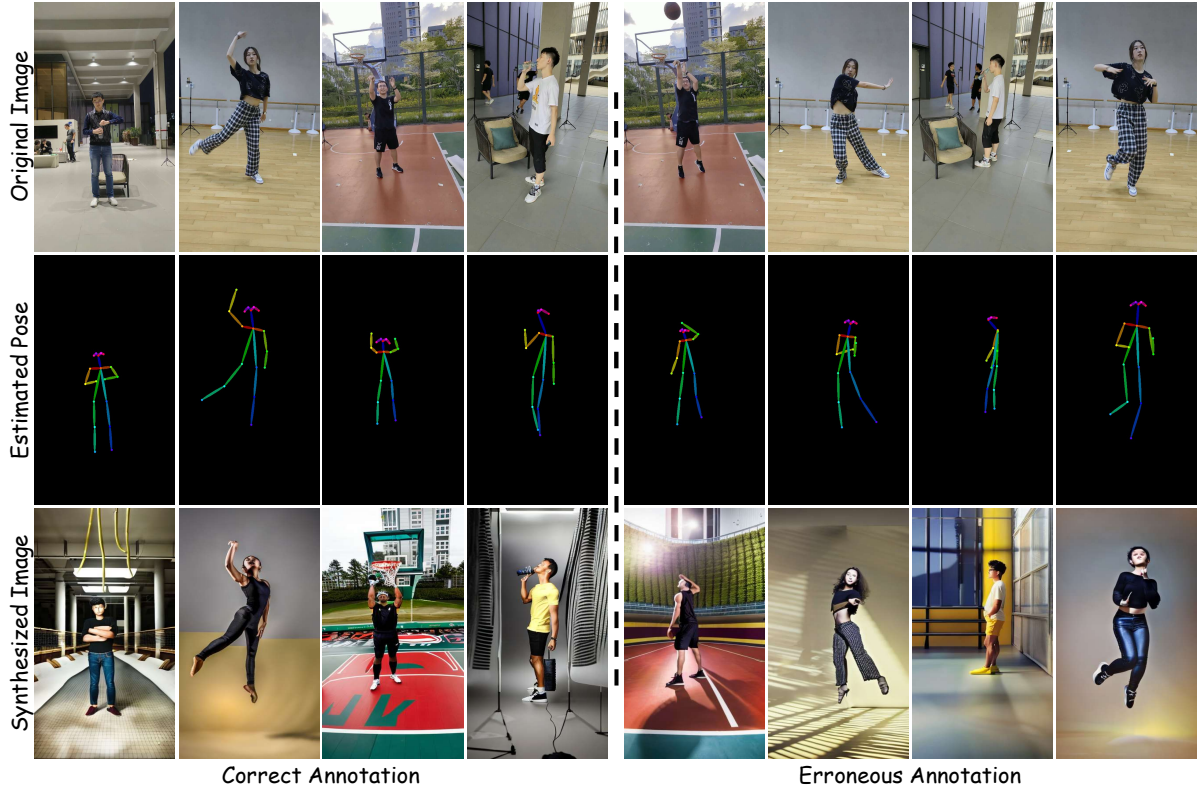 Original Image
Estimated Pose
Synthesized Image
Correct Annotation
Erroneous Annotation